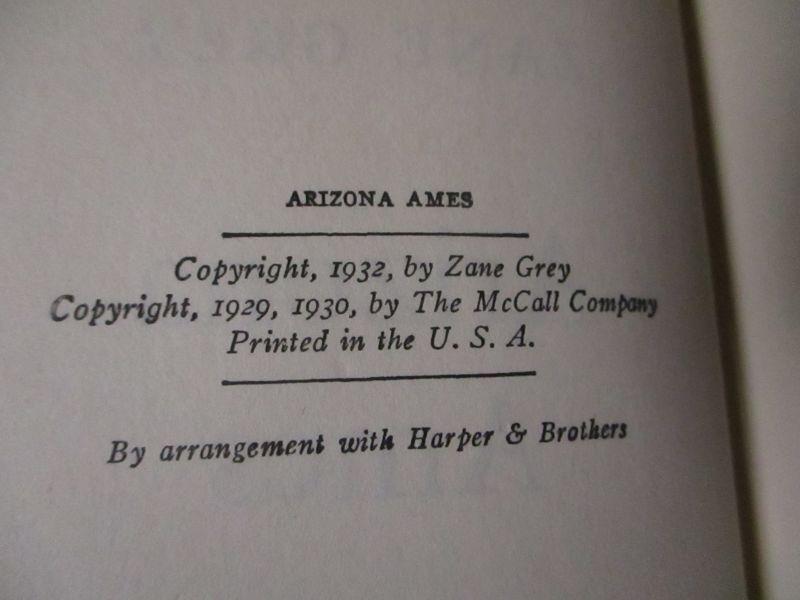 ARIZONA AMES
Copyright, 1932, by Zane Grey
Copyright, 1929, 1930, by The McCall Company
Printed in the U. S. A.
By arrangement with Harper & Brothers